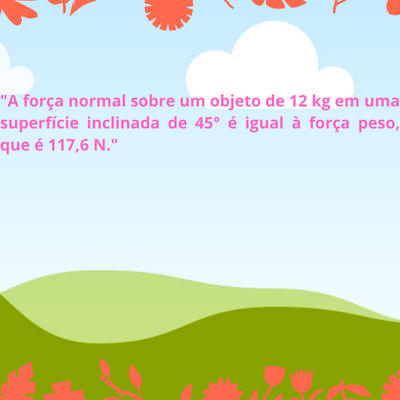 "A força normal sobre um objeto de 12 kg em uma
superfície inclinada de 45° é igual à força peso,
que é 117,6 N."